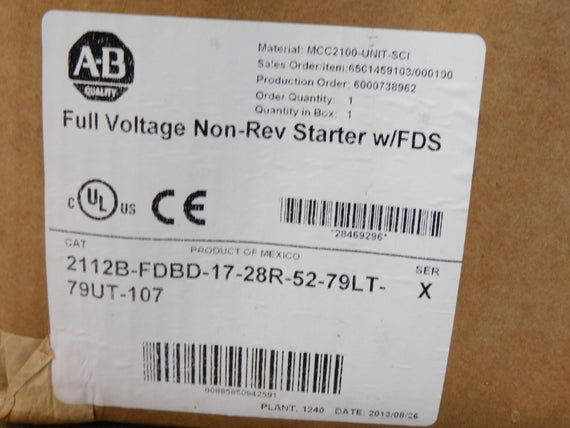 A-B
QUALITY
Material: MCC2100-UNIT-SCI
Sales Order/item:6501459103/000100
Production Order: 6000738962
Order Quantity: 1
Quantity in Box: 1
Full Voltage Non-Rev Starter w/FDS
C UL US CE
*28469296*
CAT
PRODUCT OF MEXICO
SER
2112B-FDBD-17-28R-52-79LT-
79UT-107
X
00885850942591
PLANT. 1240 DATE: 2013/08/26